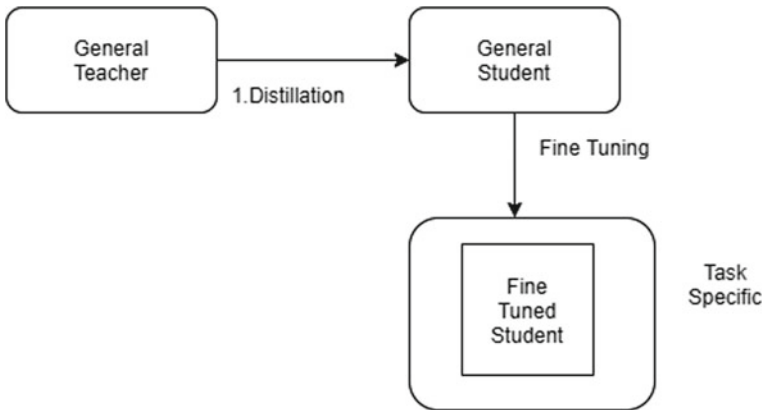 General
Teacher
1.Distillation
General
Student
Fine Tuning
Fine
Tuned
Student
Task
Specific